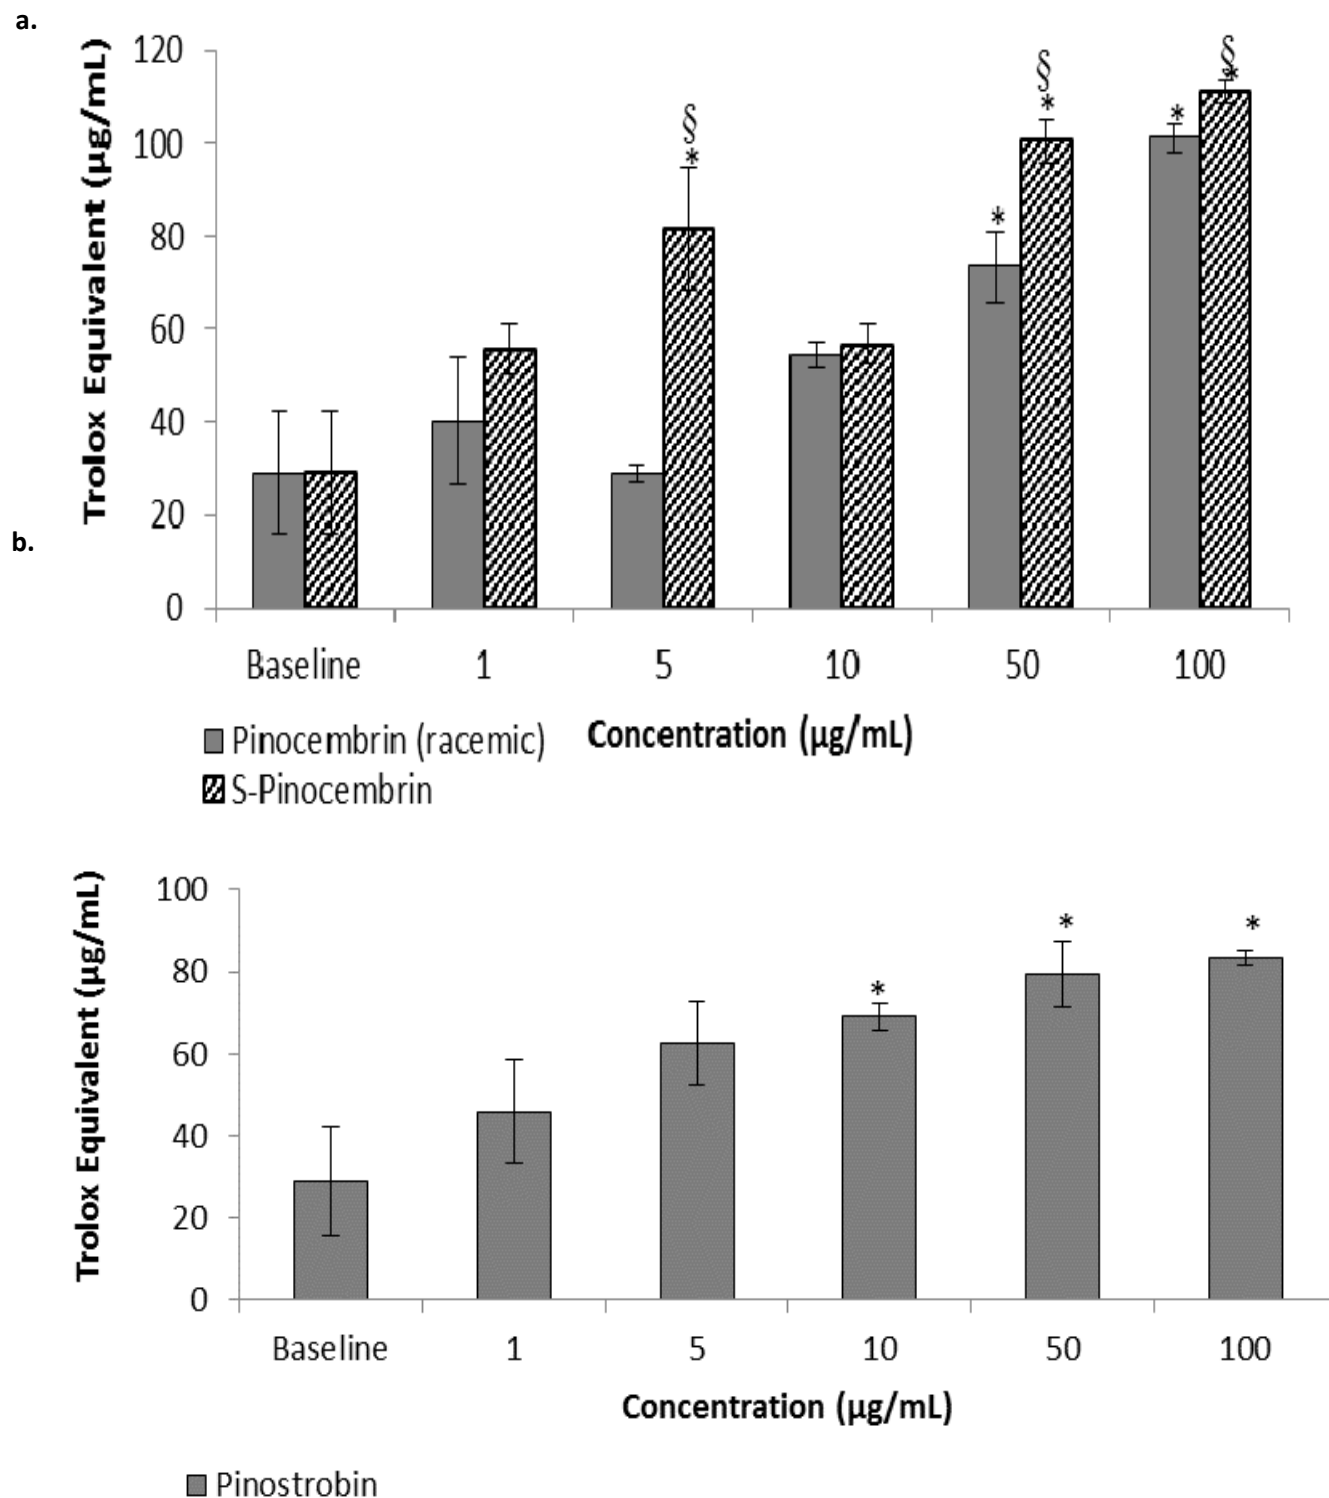 a.
Trolox Equivalent (µg/mL)
120
100
80
60
40
20
0
§
*
*
§
*
*
§
*
Baseline 1 5 10 50 100
Concentration (µg/mL)
Pinocembrin (racemic)
S-Pinocembrin
b.
Trolox Equivalent (µg/mL)
100
80
60
40
20
0
*
*
*
Baseline 1 5 10 50 100
Concentration (µg/mL)
Pinostrobin